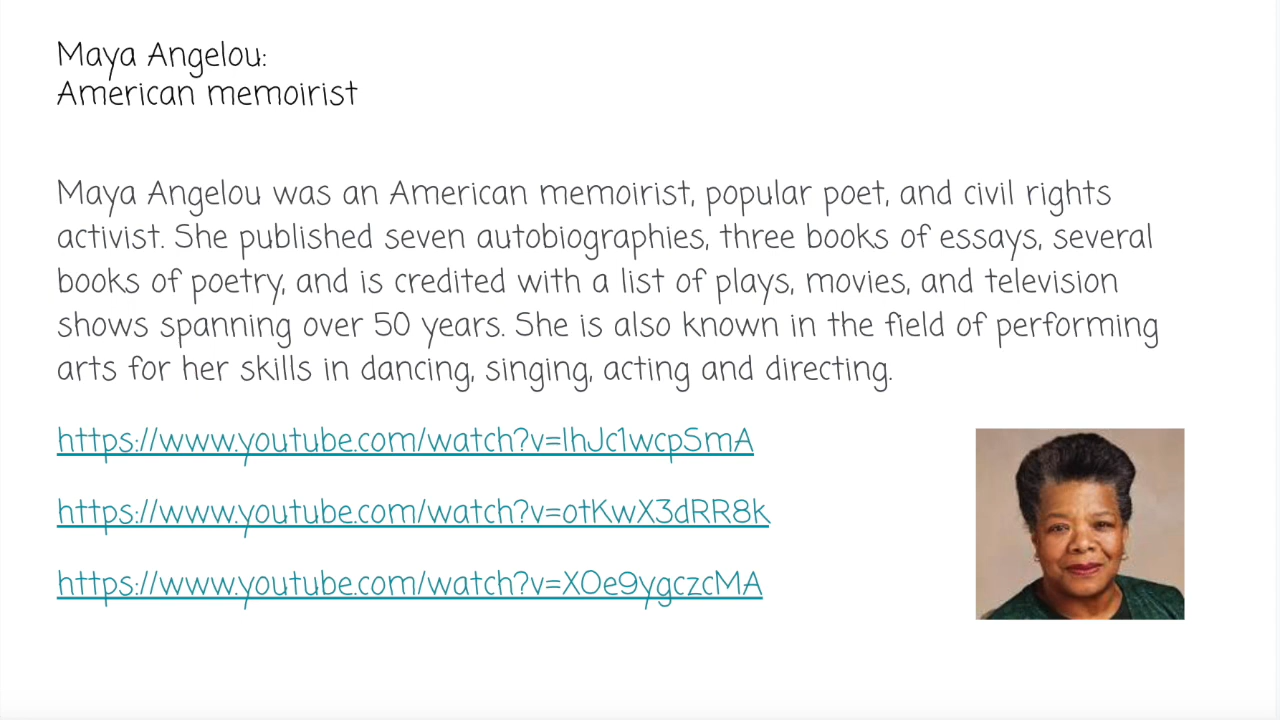 Maya Angelou:
American memoirist
Maya Angelou was an American memoirist, popular poet, and civil rights
activist. She published seven autobiographies, three books of essays, several
books of poetry, and is credited with a list of plays, movies, and television
shows spanning over 50 years. She is also known in the field of performing
arts for her skills in dancing, singing, acting and directing.
https://www.youtube.com/watch?v=lhJc1wcpSmA
https://www.youtube.com/watch?v=otKwX3dRR8k
https://www.youtube.com/watch?v=XOe9ygczcMA